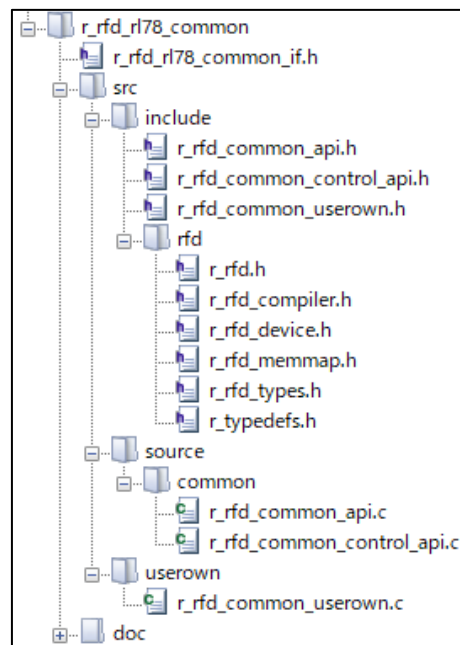 r_rfd_rl78_common
r_rfd_rl78_common_if.h
src
include
r_rfd_common_api.h
r_rfd_common_control_api.h
r_rfd_common_userown.h
rfd
r_rfd.h
r_rfd_compiler.h
r_rfd_device.h
r_rfd_memmap.h
r_rfd_types.h
r_typedefs.h
source
common
r_rfd_common_api.c
r_rfd_common_control_api.c
userown
r_rfd_common_userown.c
doc